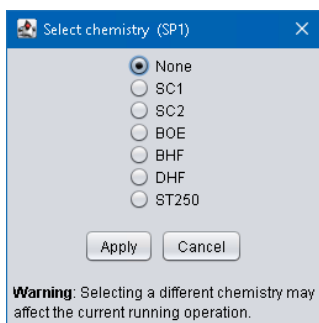 Select chemistry (SP1)
None
SC1
SC2
BOE
BHF
DHF
ST250
Apply Cancel
Warning: Selecting a different chemistry may
affect the current running operation.